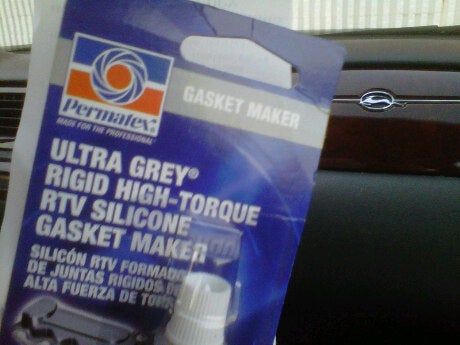 Permatex®
MADE FOR THE PROFESSIONAL®
GASKET MAKER
ULTRA GREY®
RIGID HIGH-TORQUE
RTV SILICONE
GASKET MAKER
SILICÓN RTV FORMADO
DE JUNTAS RÍGIDOS
ALTA FUERZA DE